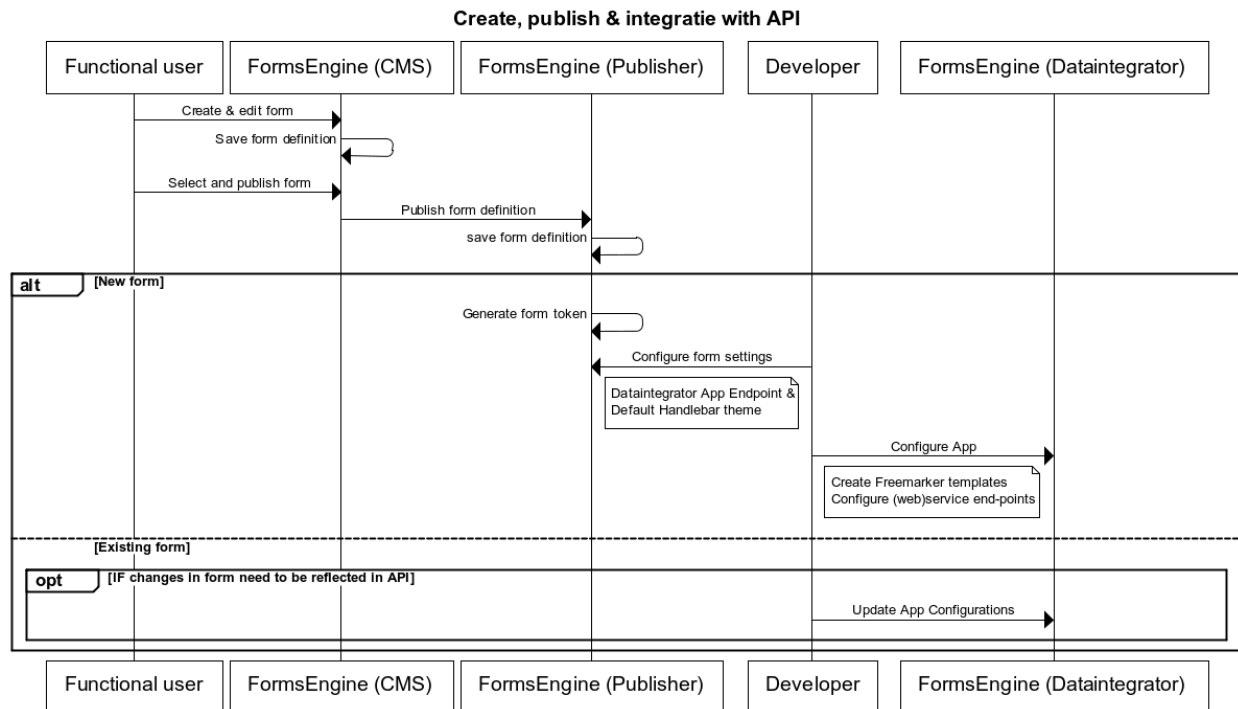 Create, publish & integratie with API
Functional user
FormsEngine (CMS)
FormsEngine (Publisher)
Developer
FormsEngine (Dataintegrator)
Create & edit form
Save form definition
Select and publish form
Publish form definition
save form definition
alt
[New form]
Generate form token
Configure form settings
Dataintegrator App Endpoint &
Default Handlebar theme
Configure App
Create Freemarker templates
Configure (web)service end-points
[Existing form]
opt
[IF changes in form need to be reflected in API]
Update App Configurations
Functional user
FormsEngine (CMS)
FormsEngine (Publisher)
Developer
FormsEngine (Dataintegrator)